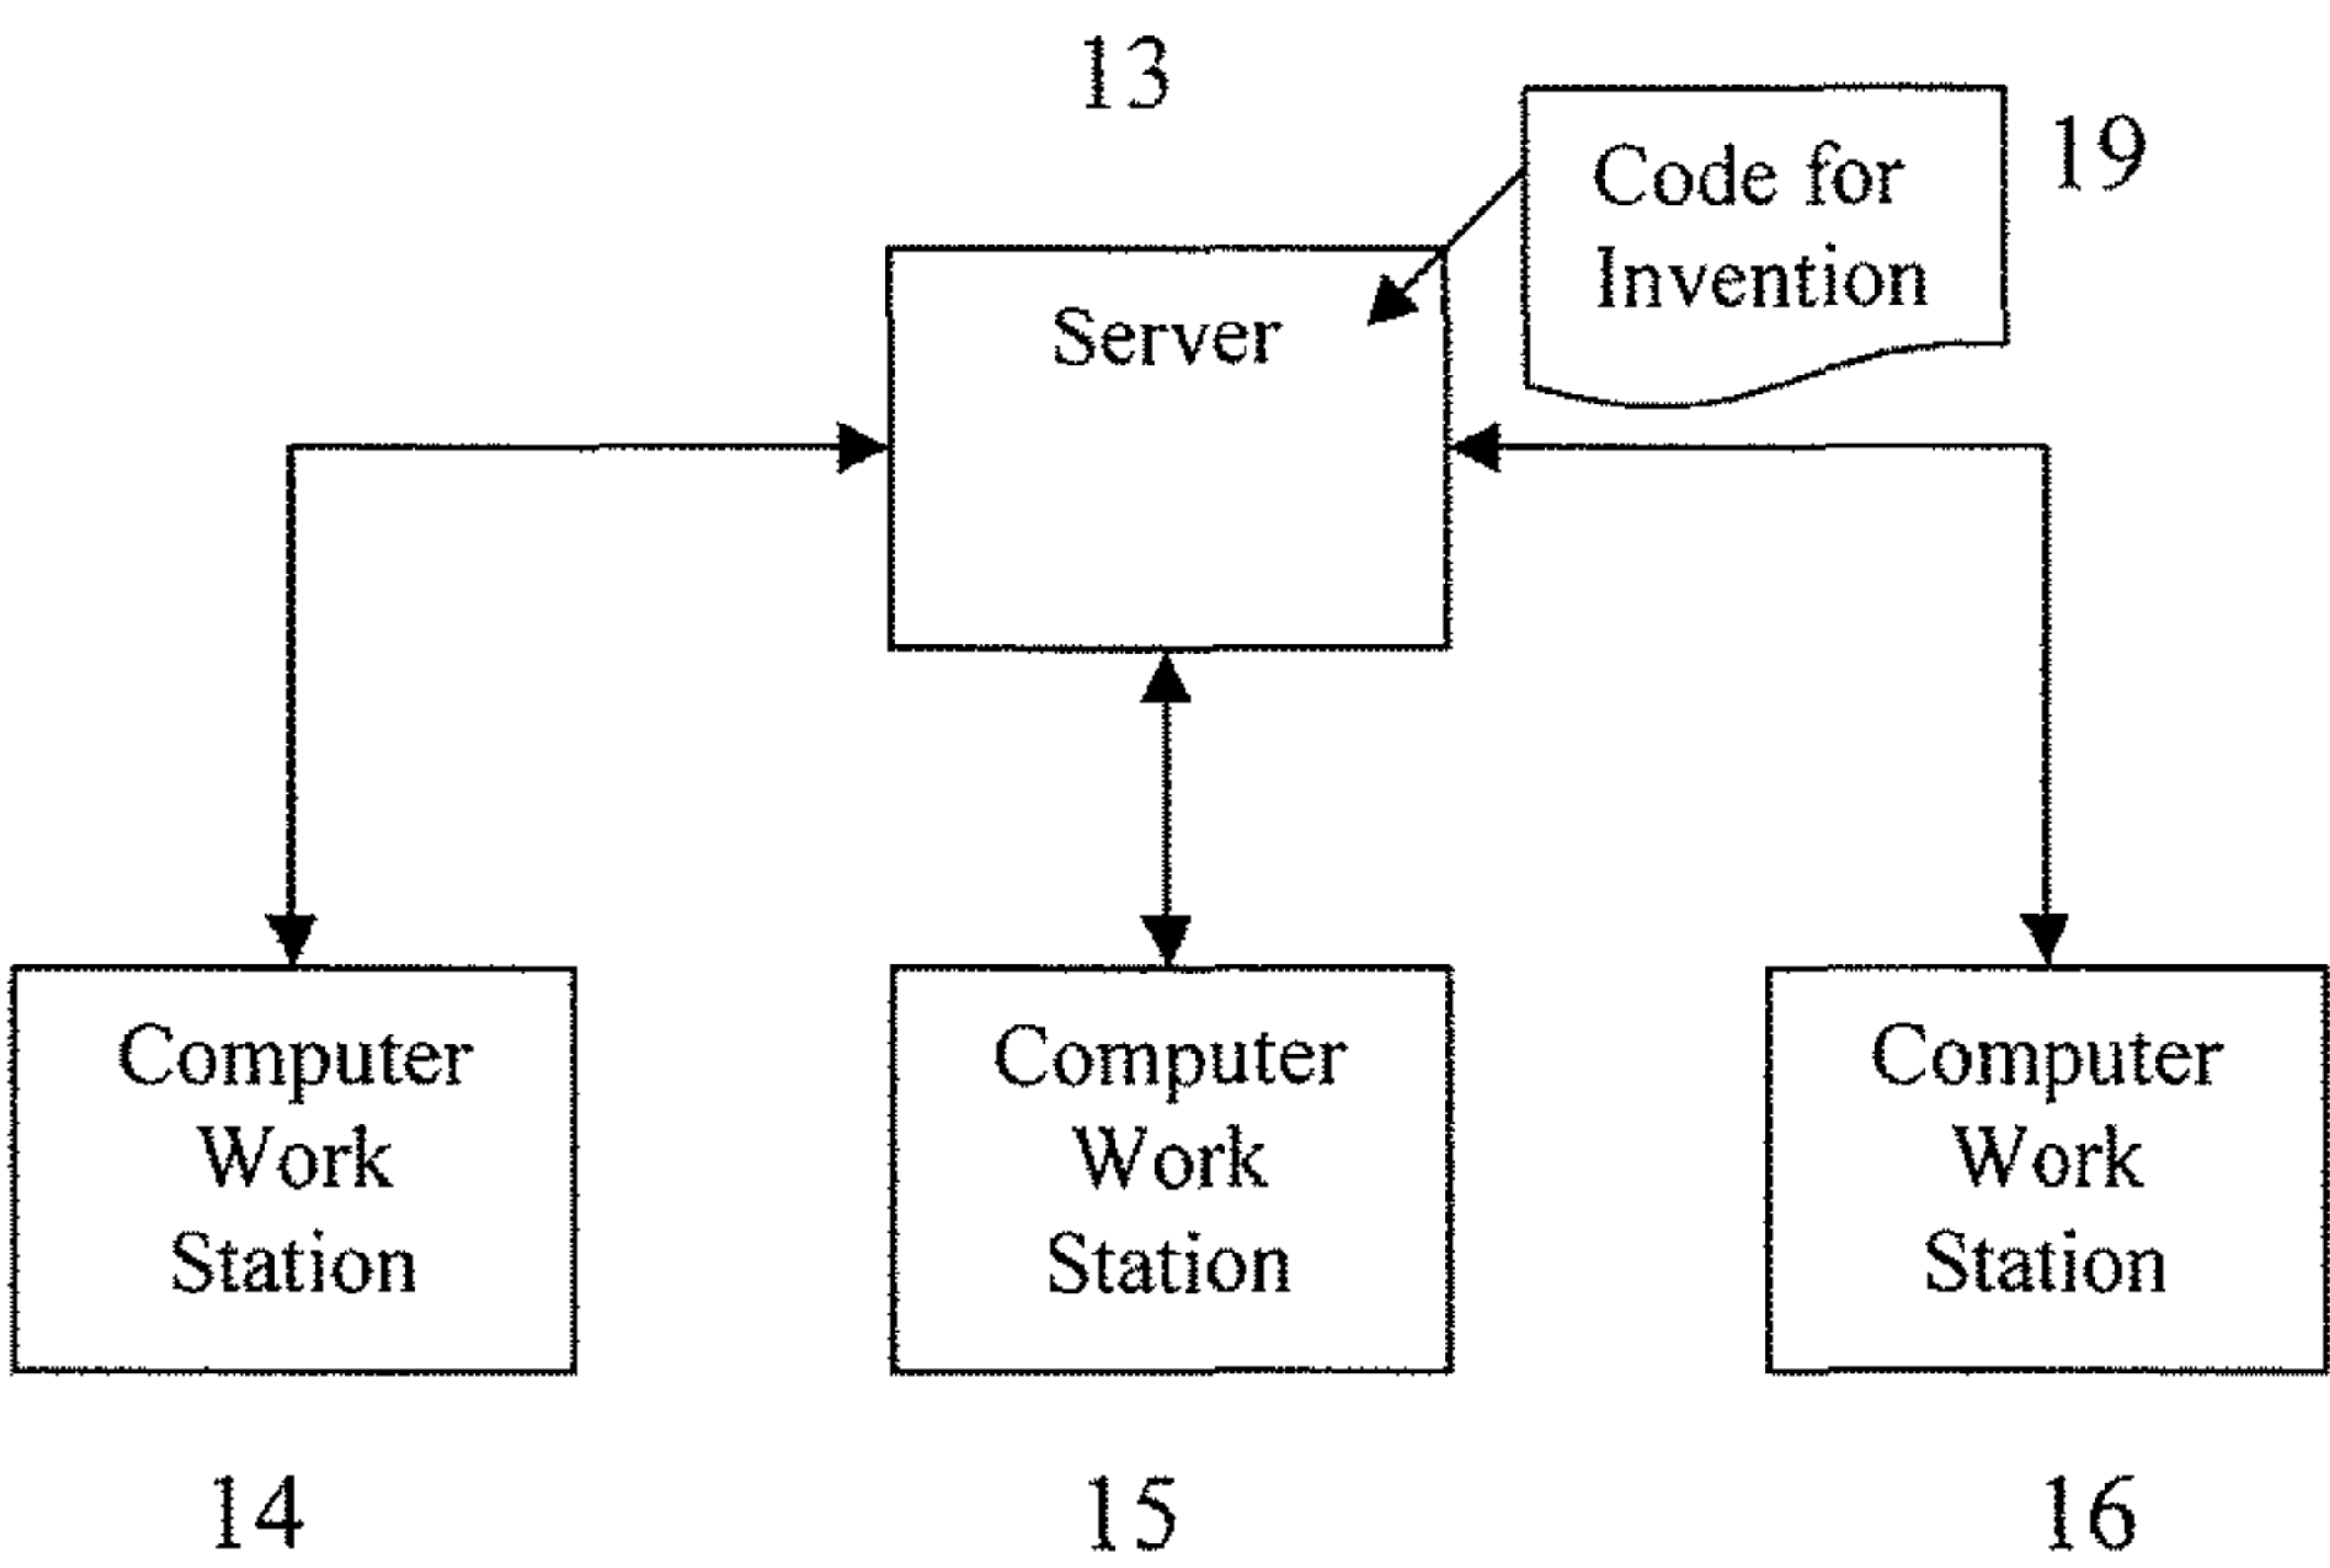 13
Code for
Invention
19
Server
Computer
Work
Station
Computer
Work
Station
Computer
Work
Station
14
15
16